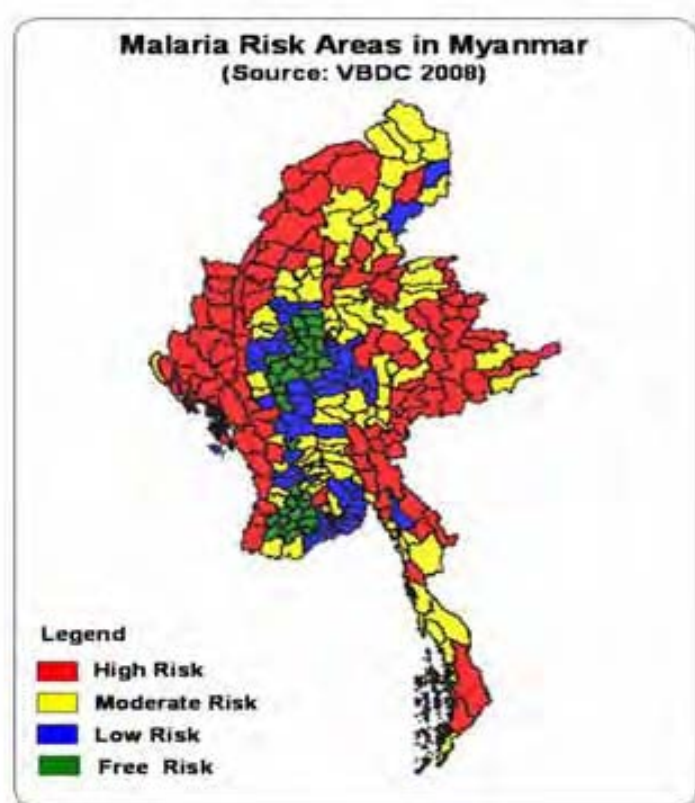 Malaria Risk Areas in Myanmar
(Source: VBDC 2008)
Legend
High Risk
Moderate Risk
Low Risk
Free Risk